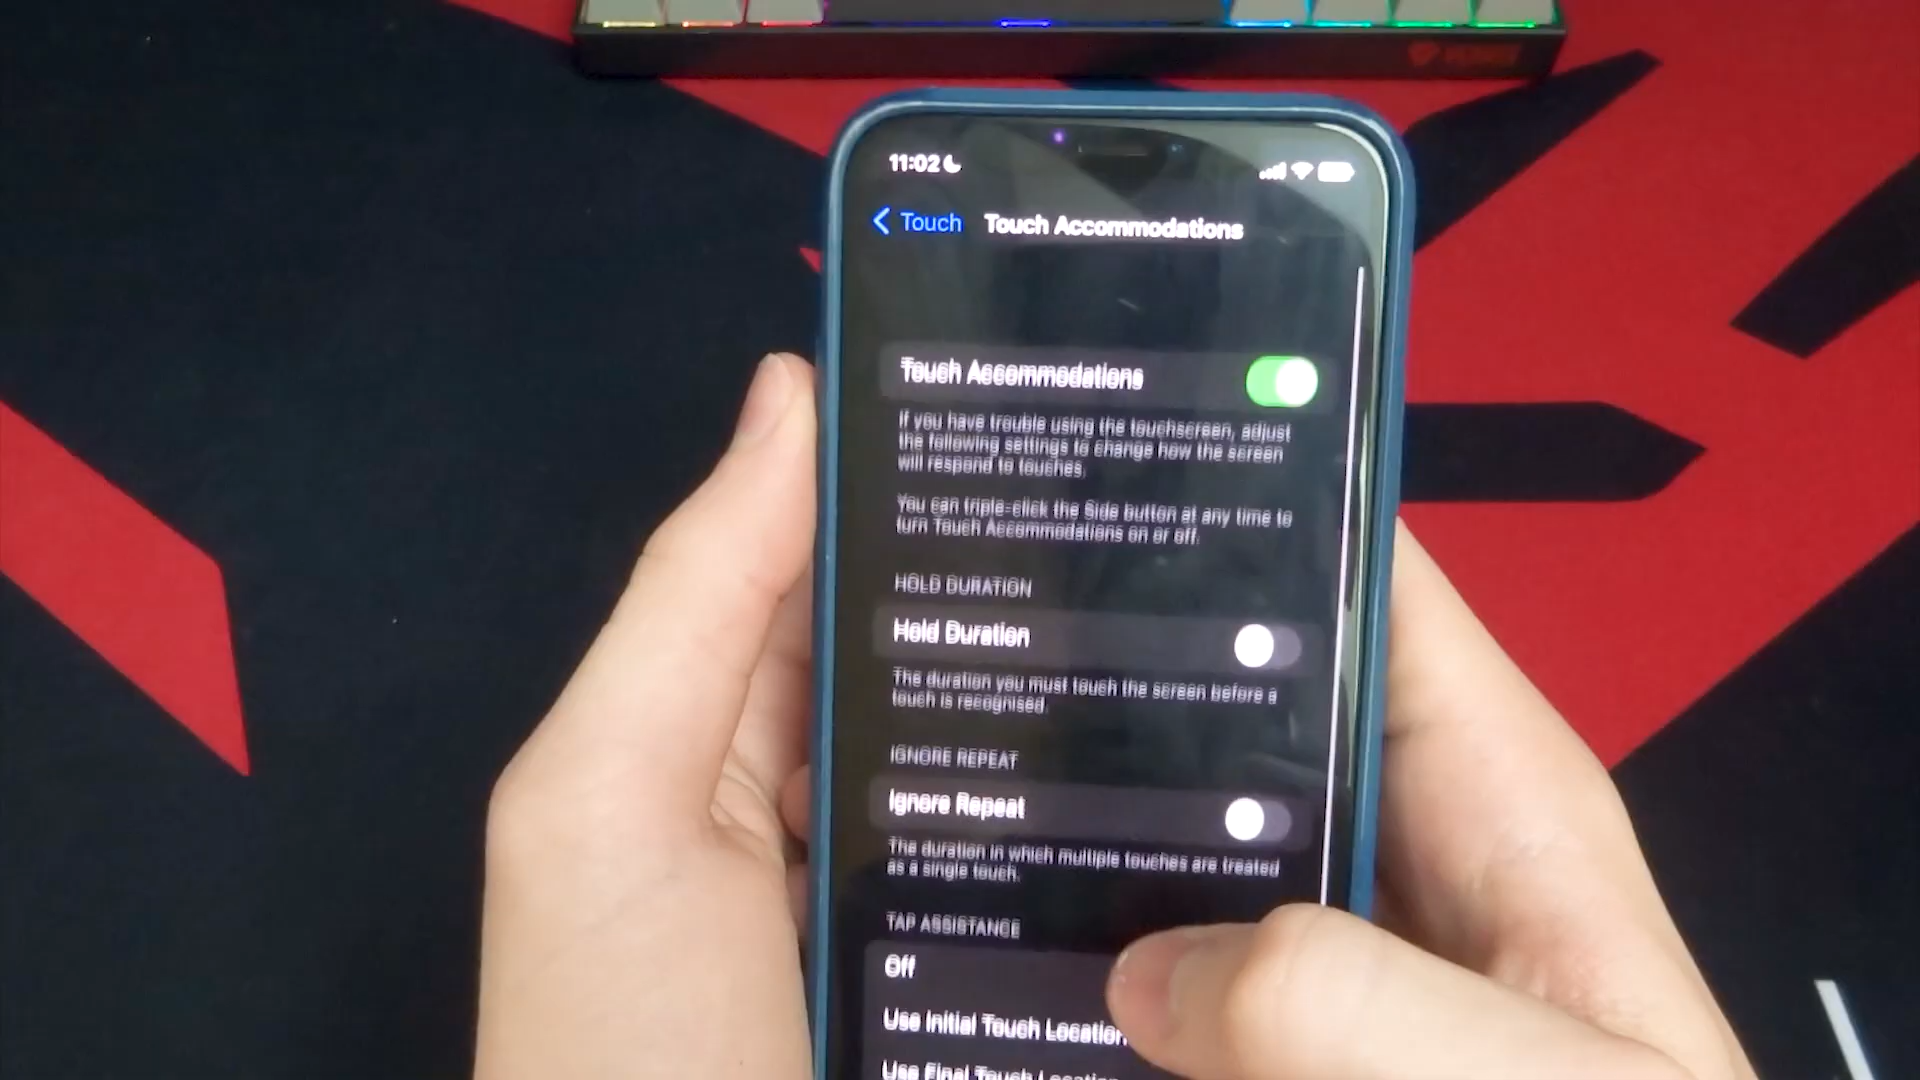 11:02
Touch
Touch Accommodations
Touch Accommodations
If you have trouble using the touchscreen, adjust
the following settings to change how the screen
will respond to touches.
You can triple-click the Side button at any time to
turn Touch Accommodations on or off.
HOLD DURATION
Hold Duration
The duration you must touch the screen before a
touch is recognised.
IGNORE REPEAT
Ignore Repeat
The duration in which multiple touches are treated
as a single touch.
TAP ASSISTANCE
Off
Use Initial Touch Location
Use Final Touch Location